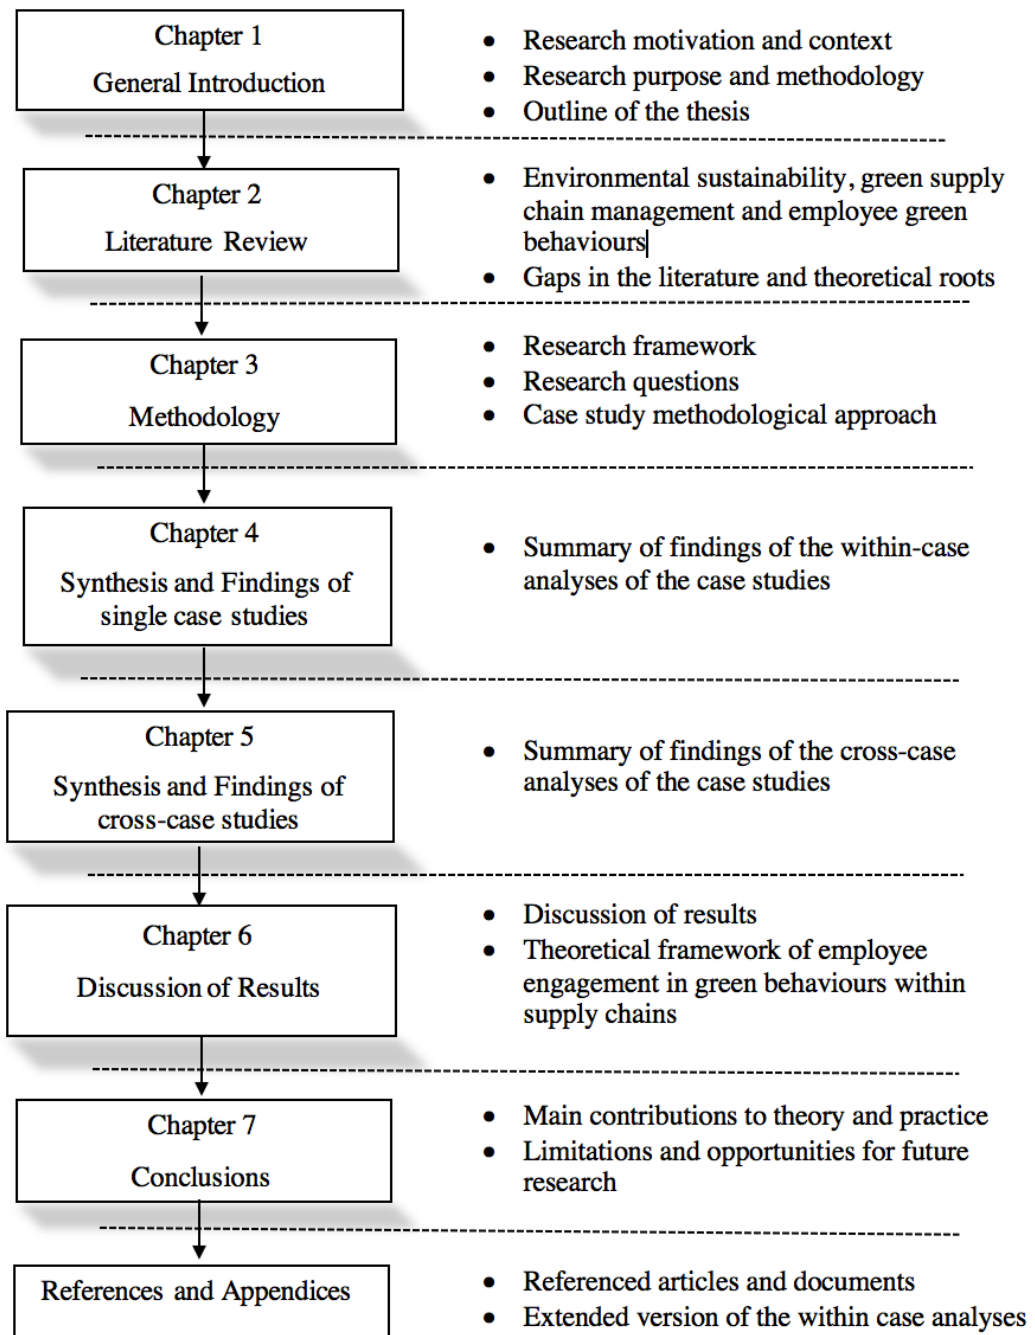 Chapter 1
General Introduction
• Research motivation and context
• Research purpose and methodology
• Outline of the thesis
Chapter 2
Literature Review
• Environmental sustainability, green supply
chain management and employee green
behaviours
• Gaps in the literature and theoretical roots
Chapter 3
Methodology
• Research framework
• Research questions
• Case study methodological approach
Chapter 4
Synthesis and Findings of
single case studies
• Summary of findings of the within-case
analyses of the case studies
Chapter 5
Synthesis and Findings of
cross-case studies
• Summary of findings of the cross-case
analyses of the case studies
Chapter 6
Discussion of Results
• Discussion of results
• Theoretical framework of employee
engagement in green behaviours within
supply chains
Chapter 7
Conclusions
• Main contributions to theory and practice
• Limitations and opportunities for future
research
References and Appendices
• Referenced articles and documents
• Extended version of the within case analyses